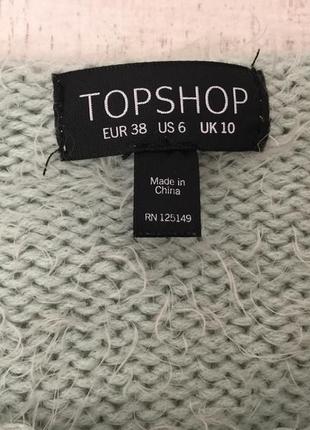 TOPSHOP
EUR 38 US 6 UK 10
Made in
China
RN 125149